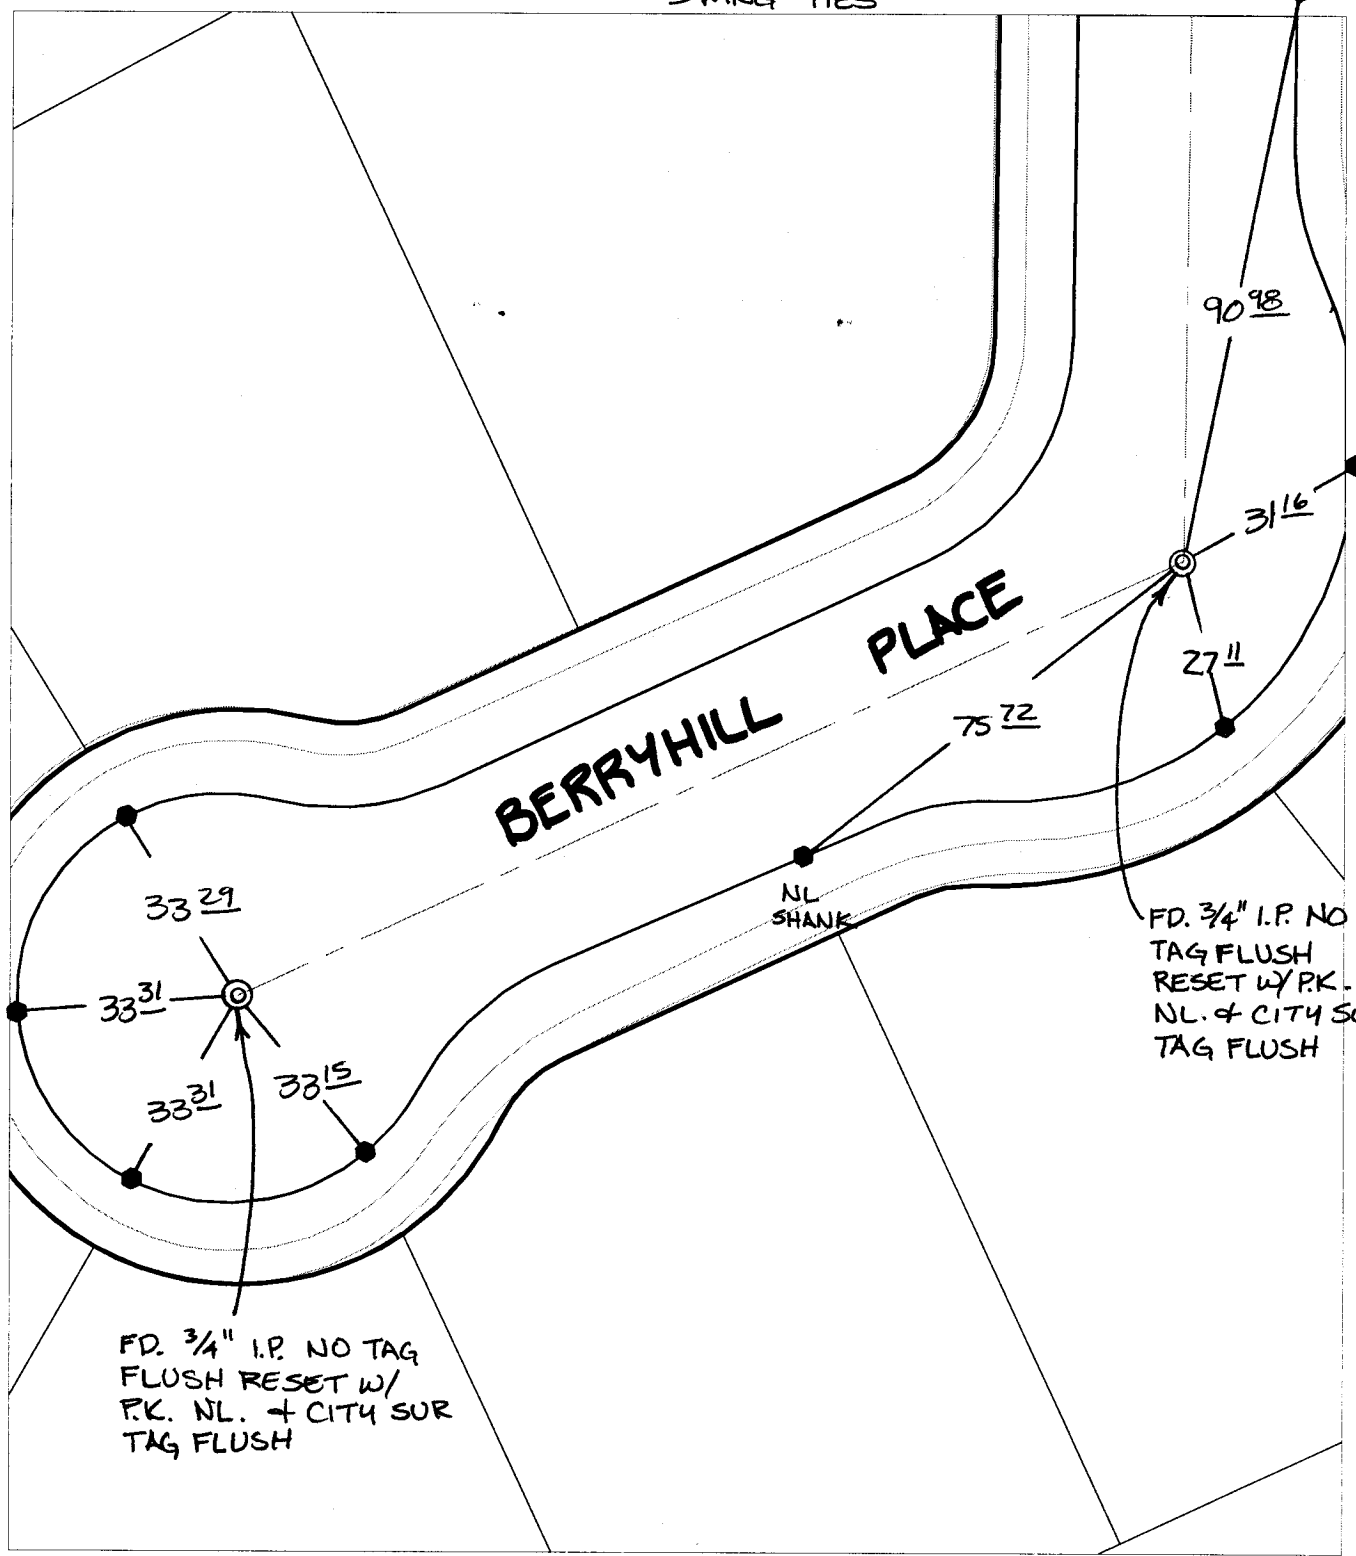 SWING TIES
90 98
31 16
PLACE
27 11
BERRYHILL
75 72
NL
SHANK
33 29
33 31
33 31
33 15
FD. 3/4" I.P. NO
TAG FLUSH
RESET W/ P.K.
NL. & CITY
TAG FLUSH
FD. 3/4" I.P. NO TAG
FLUSH RESET W/
P.K. NL. & CITY SUR
TAG FLUSH